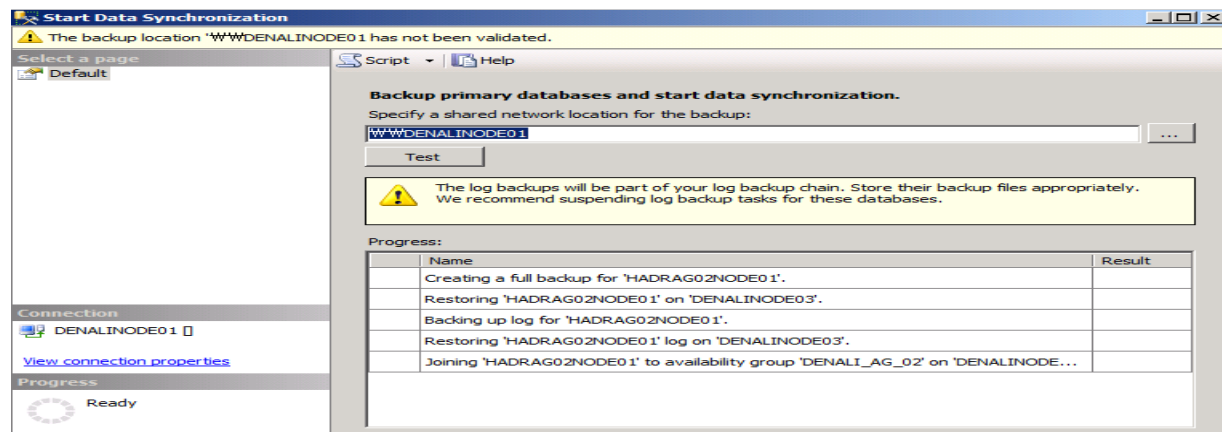 Start Data Synchronization
The backup location '₩₩DENALINODE01 has not been validated.
Select a page
Default
Script
Help
Backup primary databases and start data synchronization.
Specify a shared network location for the backup:
₩₩DENALINODE01
...
Test
The log backups will be part of your log backup chain. Store their backup files appropriately.
We recommend suspending log backup tasks for these databases.
Progress:
Name Result
Creating a full backup for 'HADRAG02NODE01'.
Restoring 'HADRAG02NODE01' on 'DENALINODE03'.
Backing up log for 'HADRAG02NODE01'.
Restoring 'HADRAG02NODE01' log on 'DENALINODE03'.
Joining 'HADRAG02NODE01' to availability group 'DENALI_AG_02' on 'DENALINODE...
Connection
DENALINODE01 []
View connection properties
Progress
Ready